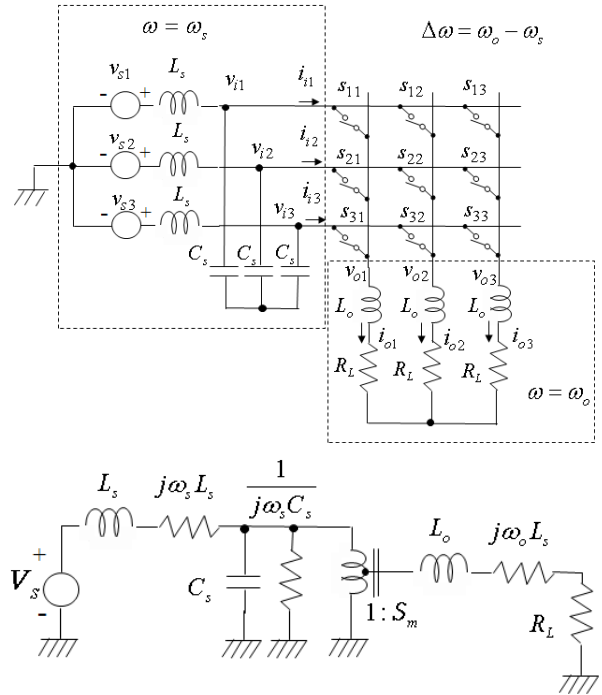 ω = ω_s
Δω = ω_o − ω_s
v_s1 L_s v_i1 i_i1 s_11 s_12 s_13
- +
v_s2 L_s v_i2 i_i2 s_21 s_22 s_23
- +
v_s3 L_s v_i3 i_i3 s_31 s_32 s_33
- +
C_s C_s C_s
v_o1 v_o2 v_o3
L_o L_o L_o
i_o1 i_o2 i_o3
R_L R_L R_L
ω = ω_o
L_s jω_sL_s 1/jω_sC_s
L_o jω_oL_s
+
V_s
-
C_s
1:S_m
R_L